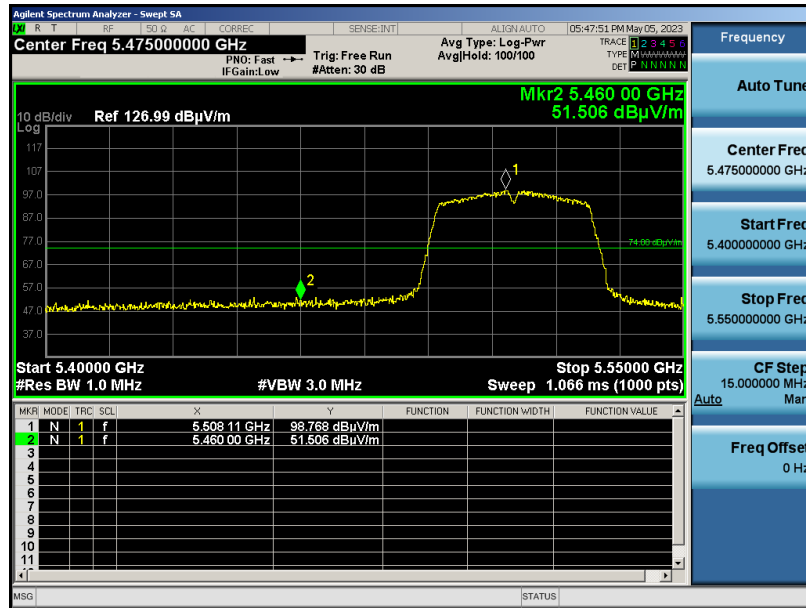 Agilent Spectrum Analyzer - Swept SA
LXI R T RF 50 Ω AC CORREC SENSE:INT ALIGN AUTO 05:47:51 PM May 05, 2023
Center Freq 5.475000000 GHz
PNO: Fast
IFGain:Low
Trig: Free Run
#Atten: 30 dB
Avg Type: Log-Pwr
Avg|Hold: 100/100
TRACE 1 2 3 4 5 6
TYPE M W W W W W
DET P N N N N N
Mkr2 5.460 00 GHz
51.506 dBµV/m
10 dB/div Ref 126.99 dBµV/m
Log
117
107
97.0
87.0
77.0
67.0
57.0
47.0
37.0
1
2
74.00 dBµV/m
Start 5.40000 GHz Stop 5.55000 GHz
#Res BW 1.0 MHz #VBW 3.0 MHz Sweep 1.066 ms (1000 pts)
MKR MODE TRC SCL X Y FUNCTION FUNCTION WIDTH FUNCTION VALUE
1 N 1 f 5.508 11 GHz 98.768 dBµV/m
2 N 1 f 5.460 00 GHz 51.506 dBµV/m
3
4
5
6
7
8
9
10
11
MSG STATUS
Frequency
Auto Tune
Center Freq
5.475000000 GHz
Start Freq
5.400000000 GHz
Stop Freq
5.550000000 GHz
CF Step
15.000000 MHz
Auto Man
Freq Offset
0 Hz